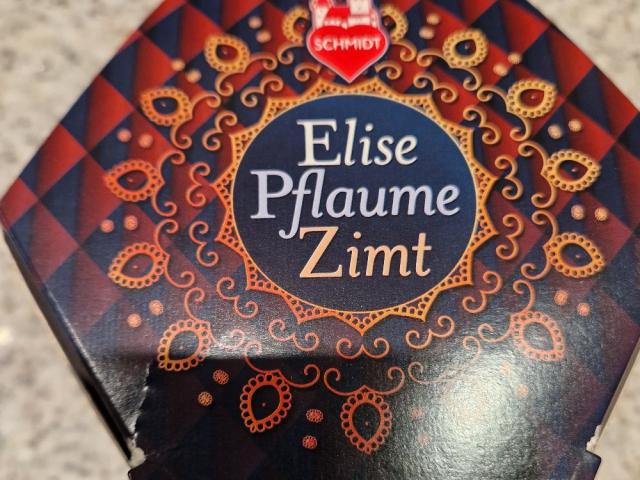 SCHMIDT
Elise
Pflaume
Zimt